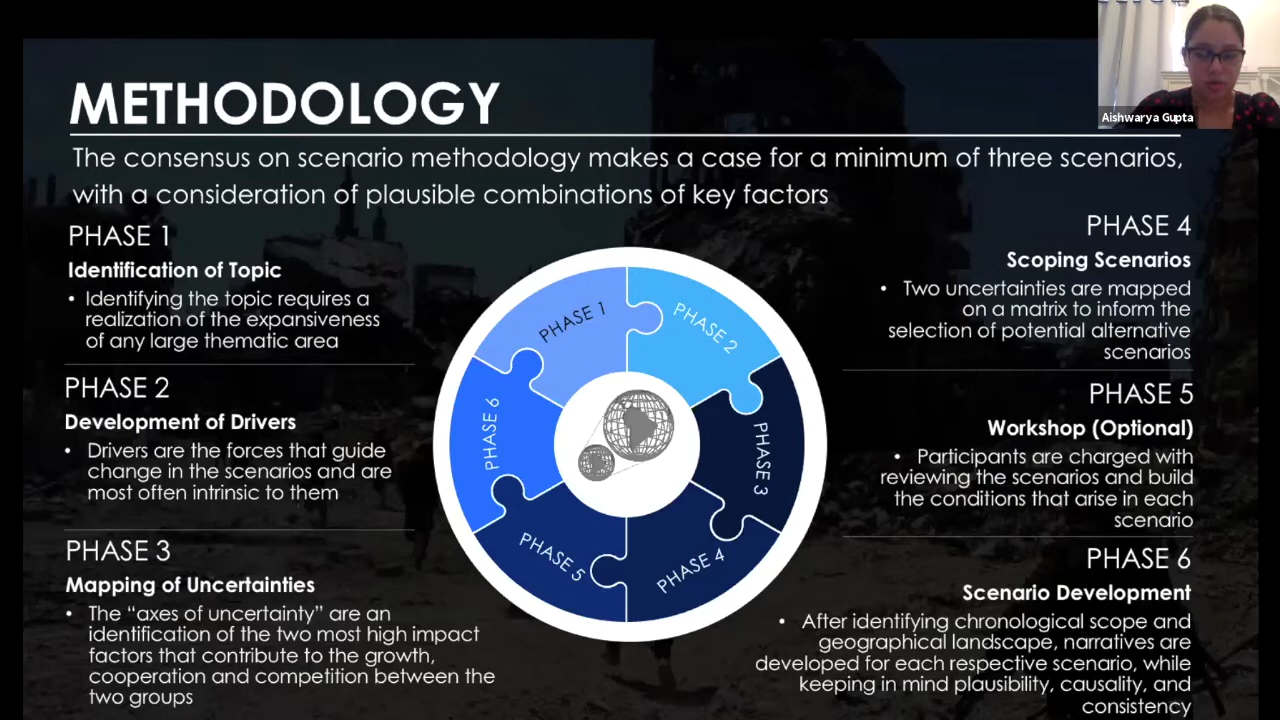 Aishwarya Gupta
METHODOLOGY
The consensus on scenario methodology makes a case for a minimum of three scenarios,
with a consideration of plausible combinations of key factors
PHASE 1
Identification of Topic
• Identifying the topic requires a
realization of the expansiveness
of any large thematic area
PHASE 2
Development of Drivers
• Drivers are the forces that guide
change in the scenarios and are
most often intrinsic to them
PHASE 3
Mapping of Uncertainties
• The “axes of uncertainty” are an
identification of the two most high impact
factors that contribute to the growth,
cooperation and competition between the
two groups
PHASE 1
PHASE 2
PHASE 3
PHASE 4
PHASE 5
PHASE 6
PHASE 4
Scoping Scenarios
• Two uncertainties are mapped
on a matrix to inform the
selection of potential alternative
scenarios
PHASE 5
Workshop (Optional)
• Participants are charged with
reviewing the scenarios and build
the conditions that arise in each
scenario
PHASE 6
Scenario Development
• After identifying chronological scope and
geographical landscape, narratives are
developed for each respective scenario, while
keeping in mind plausibility, causality, and
consistency